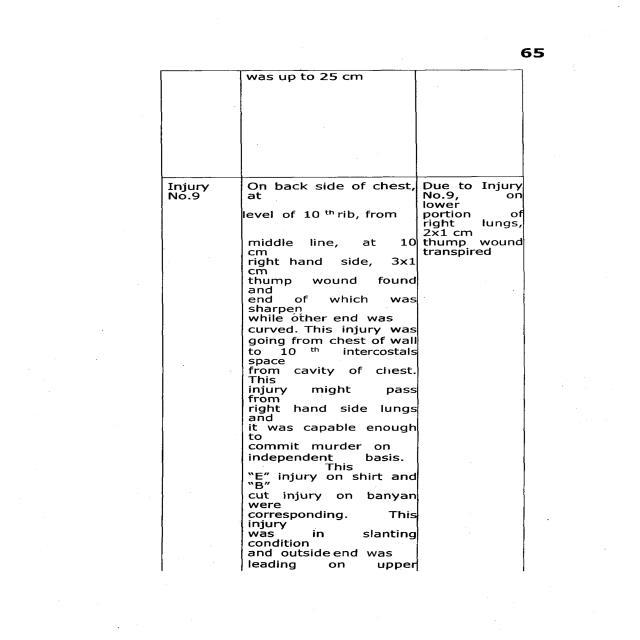 65
was up to 25 cm
Injury
No.9
On back side of chest,
at
level of 10 th rib, from
middle line, at 10
cm
right hand side, 3x1
cm
thump wound found
and
end of which was
sharpen
while other end was
curved. This injury was
going from chest of wall
to 10 th intercostals
space
from cavity of chest.
This
injury might pass
from
right hand side lungs
and
it was capable enough
to
commit murder on
independent basis.
This
"E" injury on shirt and
"B"
cut injury on banyan
were
corresponding. This
injury
was in slanting
condition
and outside end was
leading on upper
Due to Injury
No.9, on
lower
portion of
right lungs,
2x1 cm
thump wound
transpired